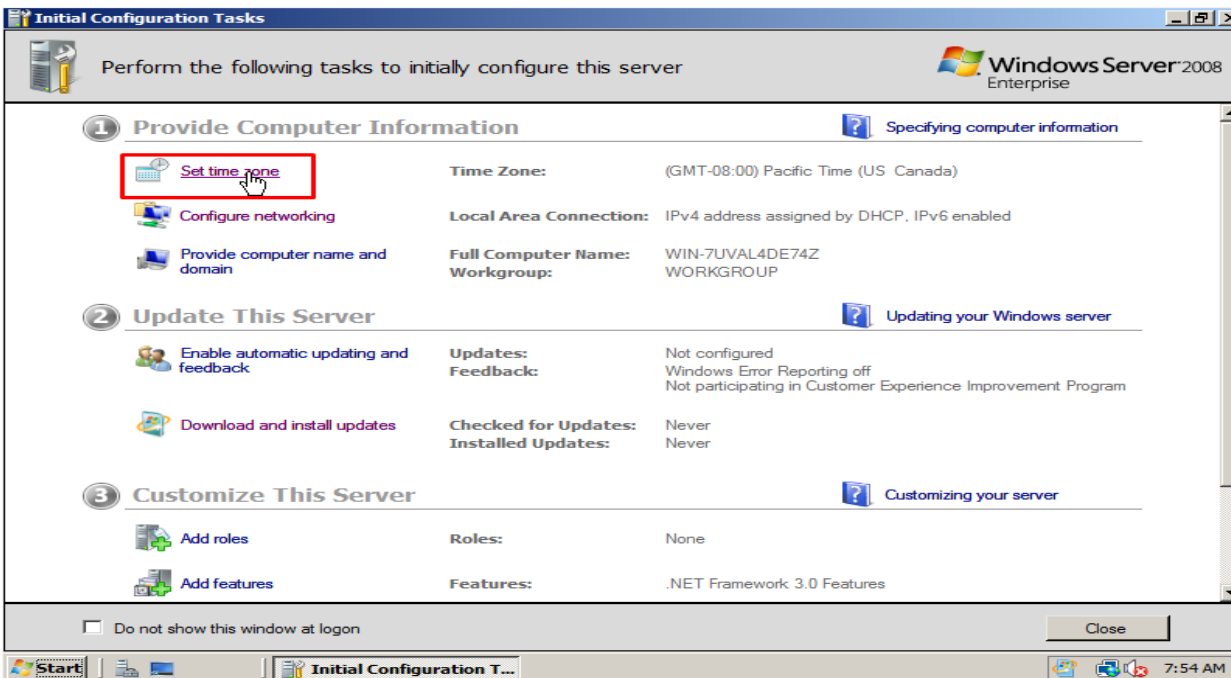 Initial Configuration Tasks
Perform the following tasks to initially configure this server
Windows Server 2008
Enterprise
1 Provide Computer Information
Specifying computer information
Set time zone Time Zone: (GMT-08:00) Pacific Time (US Canada)
Configure networking Local Area Connection: IPv4 address assigned by DHCP, IPv6 enabled
Provide computer name and Full Computer Name: WIN-7UVAL4DE74Z
domain Workgroup: WORKGROUP
2 Update This Server
Updating your Windows server
Enable automatic updating and Updates: Not configured
feedback Feedback: Windows Error Reporting off
Not participating in Customer Experience Improvement Program
Download and install updates Checked for Updates: Never
Installed Updates: Never
3 Customize This Server
Customizing your server
Add roles Roles: None
Add features Features: .NET Framework 3.0 Features
Do not show this window at logon
Close
Start
Initial Configuration T...
7:54 AM